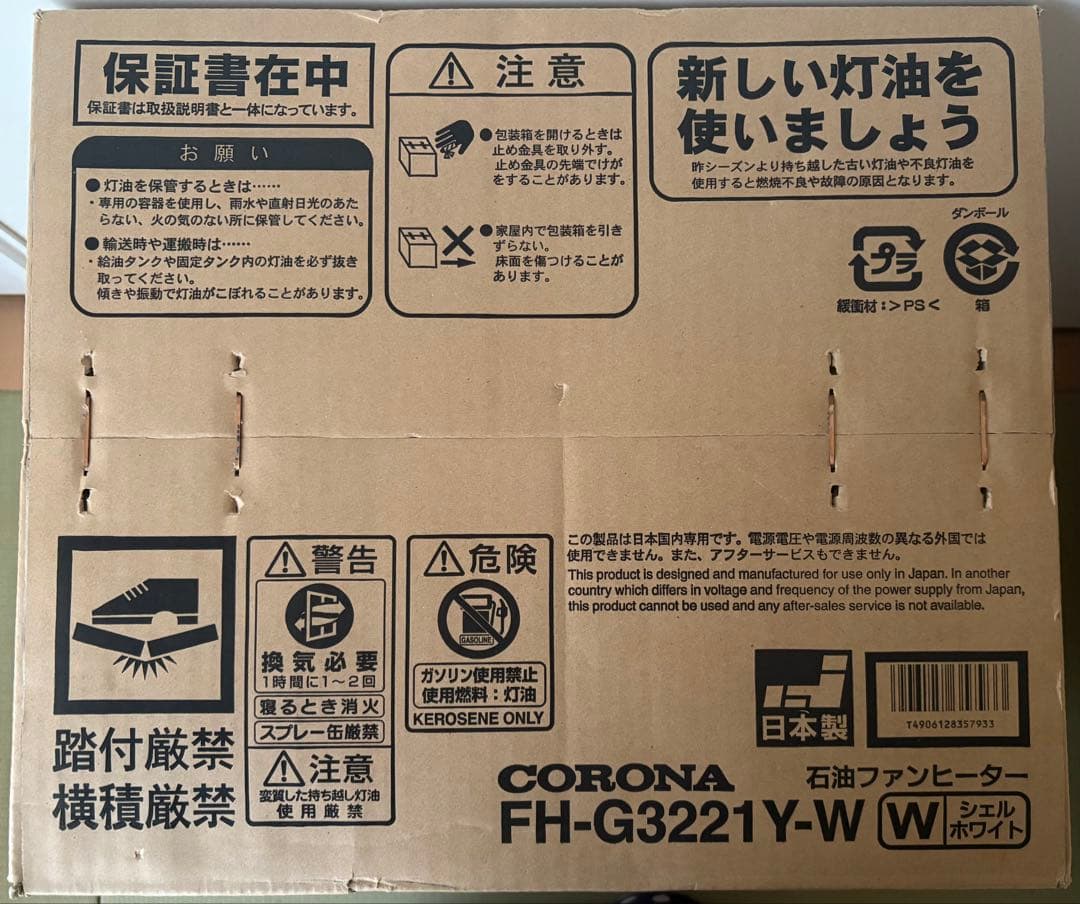 保証書在中
保証書は取扱説明書と一体になっています。
お願い
●灯油を保管するときは……
・専用の容器を使用し、雨水や直射日光のあた
らない、火の気のない所に保管してください。
●輸送時や運搬時は……
・給油タンクや固定タンク内の灯油を必ず抜き
取ってください。
傾きや振動で灯油がこぼれることがあります。
注意
●包装箱を開けるときは
止め金具を取り外す。
止め金具の先端でけが
をすることがあります。
●家屋内で包装箱を引き
ずらない。
床面を傷つけることが
あります。
新しい灯油を
使いましょう
昨シーズンより持ち越した古い灯油や不良灯油を
使用すると燃焼不良や故障の原因となります。
プラ
緩衝材:>PS<
ダンボール
箱
踏付厳禁
横積厳禁
警告
換気必要
1時間に1～2回
寝るとき消火
スプレー缶厳禁
注意
変質した持ち越し灯油
使用厳禁
危険
GASOLINE
ガソリン使用禁止
使用燃料:灯油
KEROSENE ONLY
この製品は日本国内専用です。電源電圧や電源周波数の異なる外国では
使用できません。また、アフターサービスもできません。
This product is designed and manufactured for use only in Japan. In another
country which differs in voltage and frequency of the power supply from Japan,
this product cannot be used and any after-sales service is not available.
日本製
T4906128357933
CORONA 石油ファンヒーター
FH-G3221Y-W W シェル
ホワイト